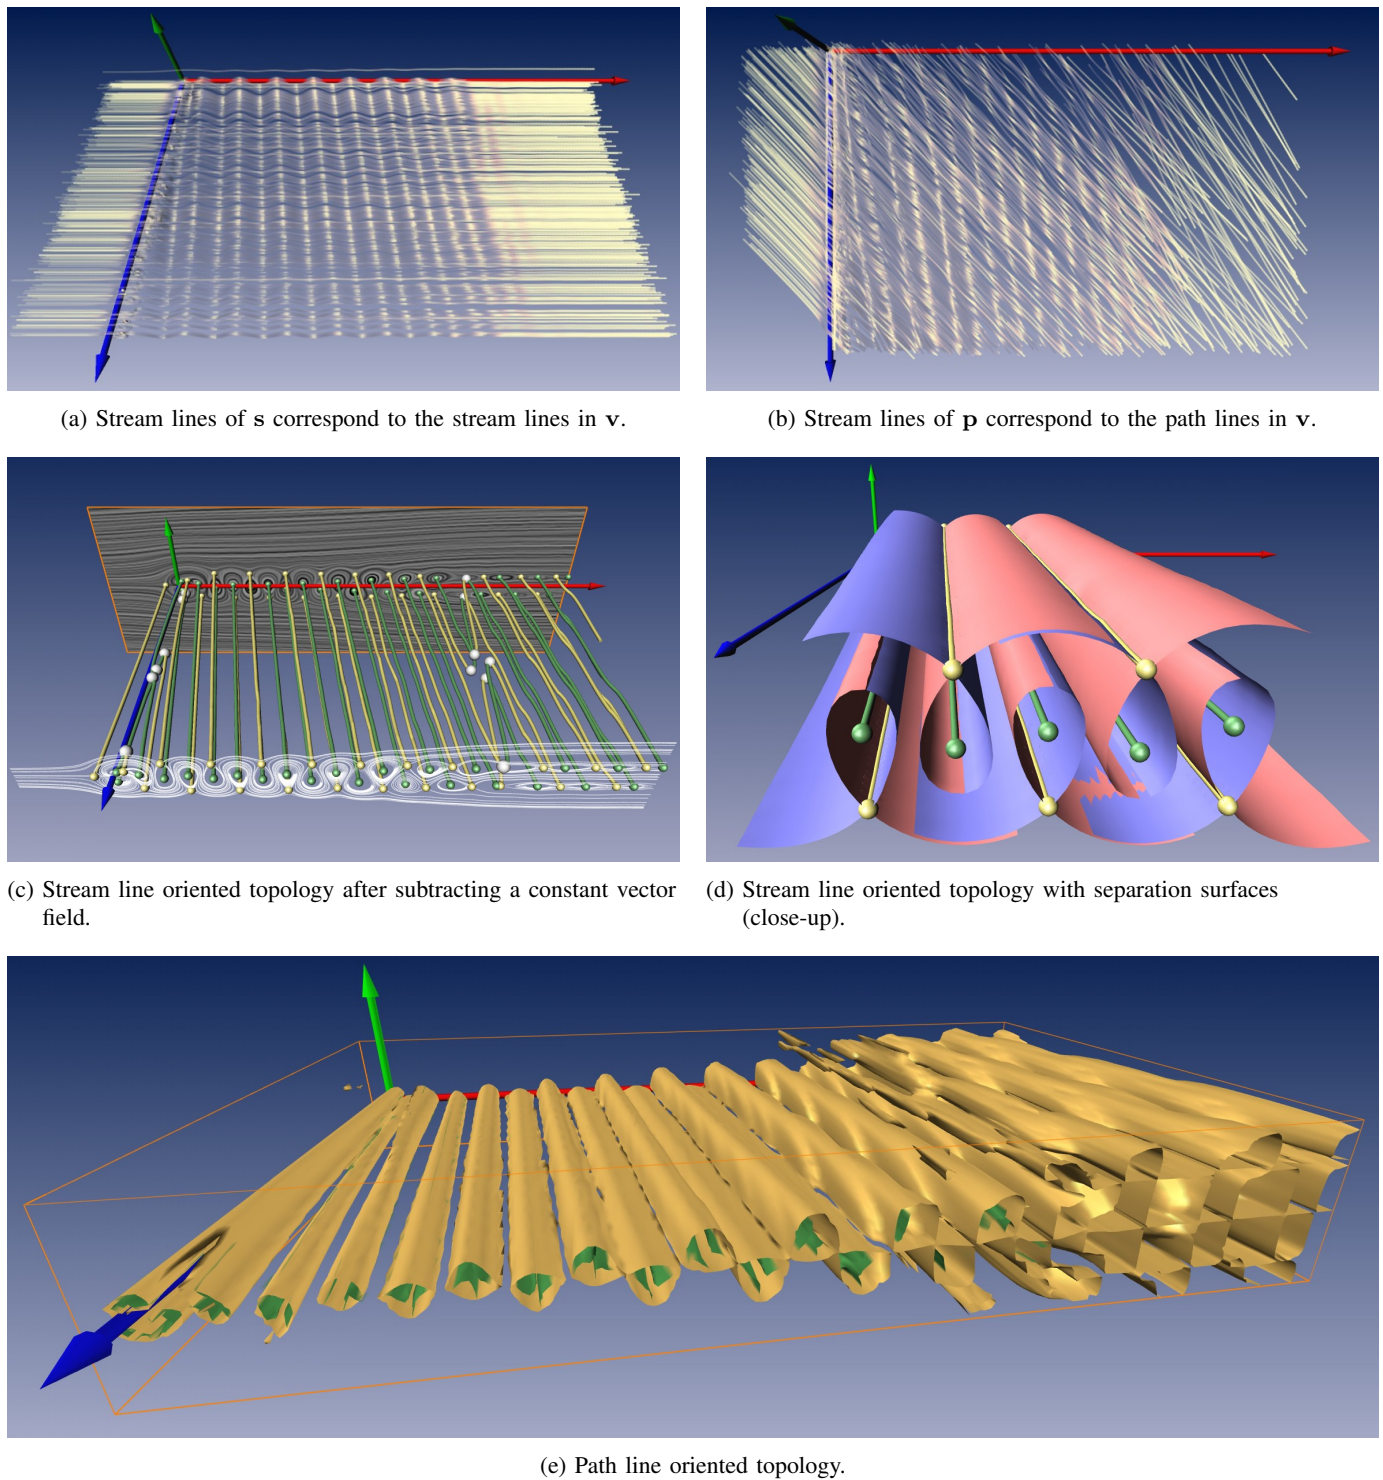 (a) Stream lines of s correspond to the stream lines in v.
(b) Stream lines of p correspond to the path lines in v.
(c) Stream line oriented topology after subtracting a constant vector
field.
(d) Stream line oriented topology with separation surfaces
(close-up).
(e) Path line oriented topology.